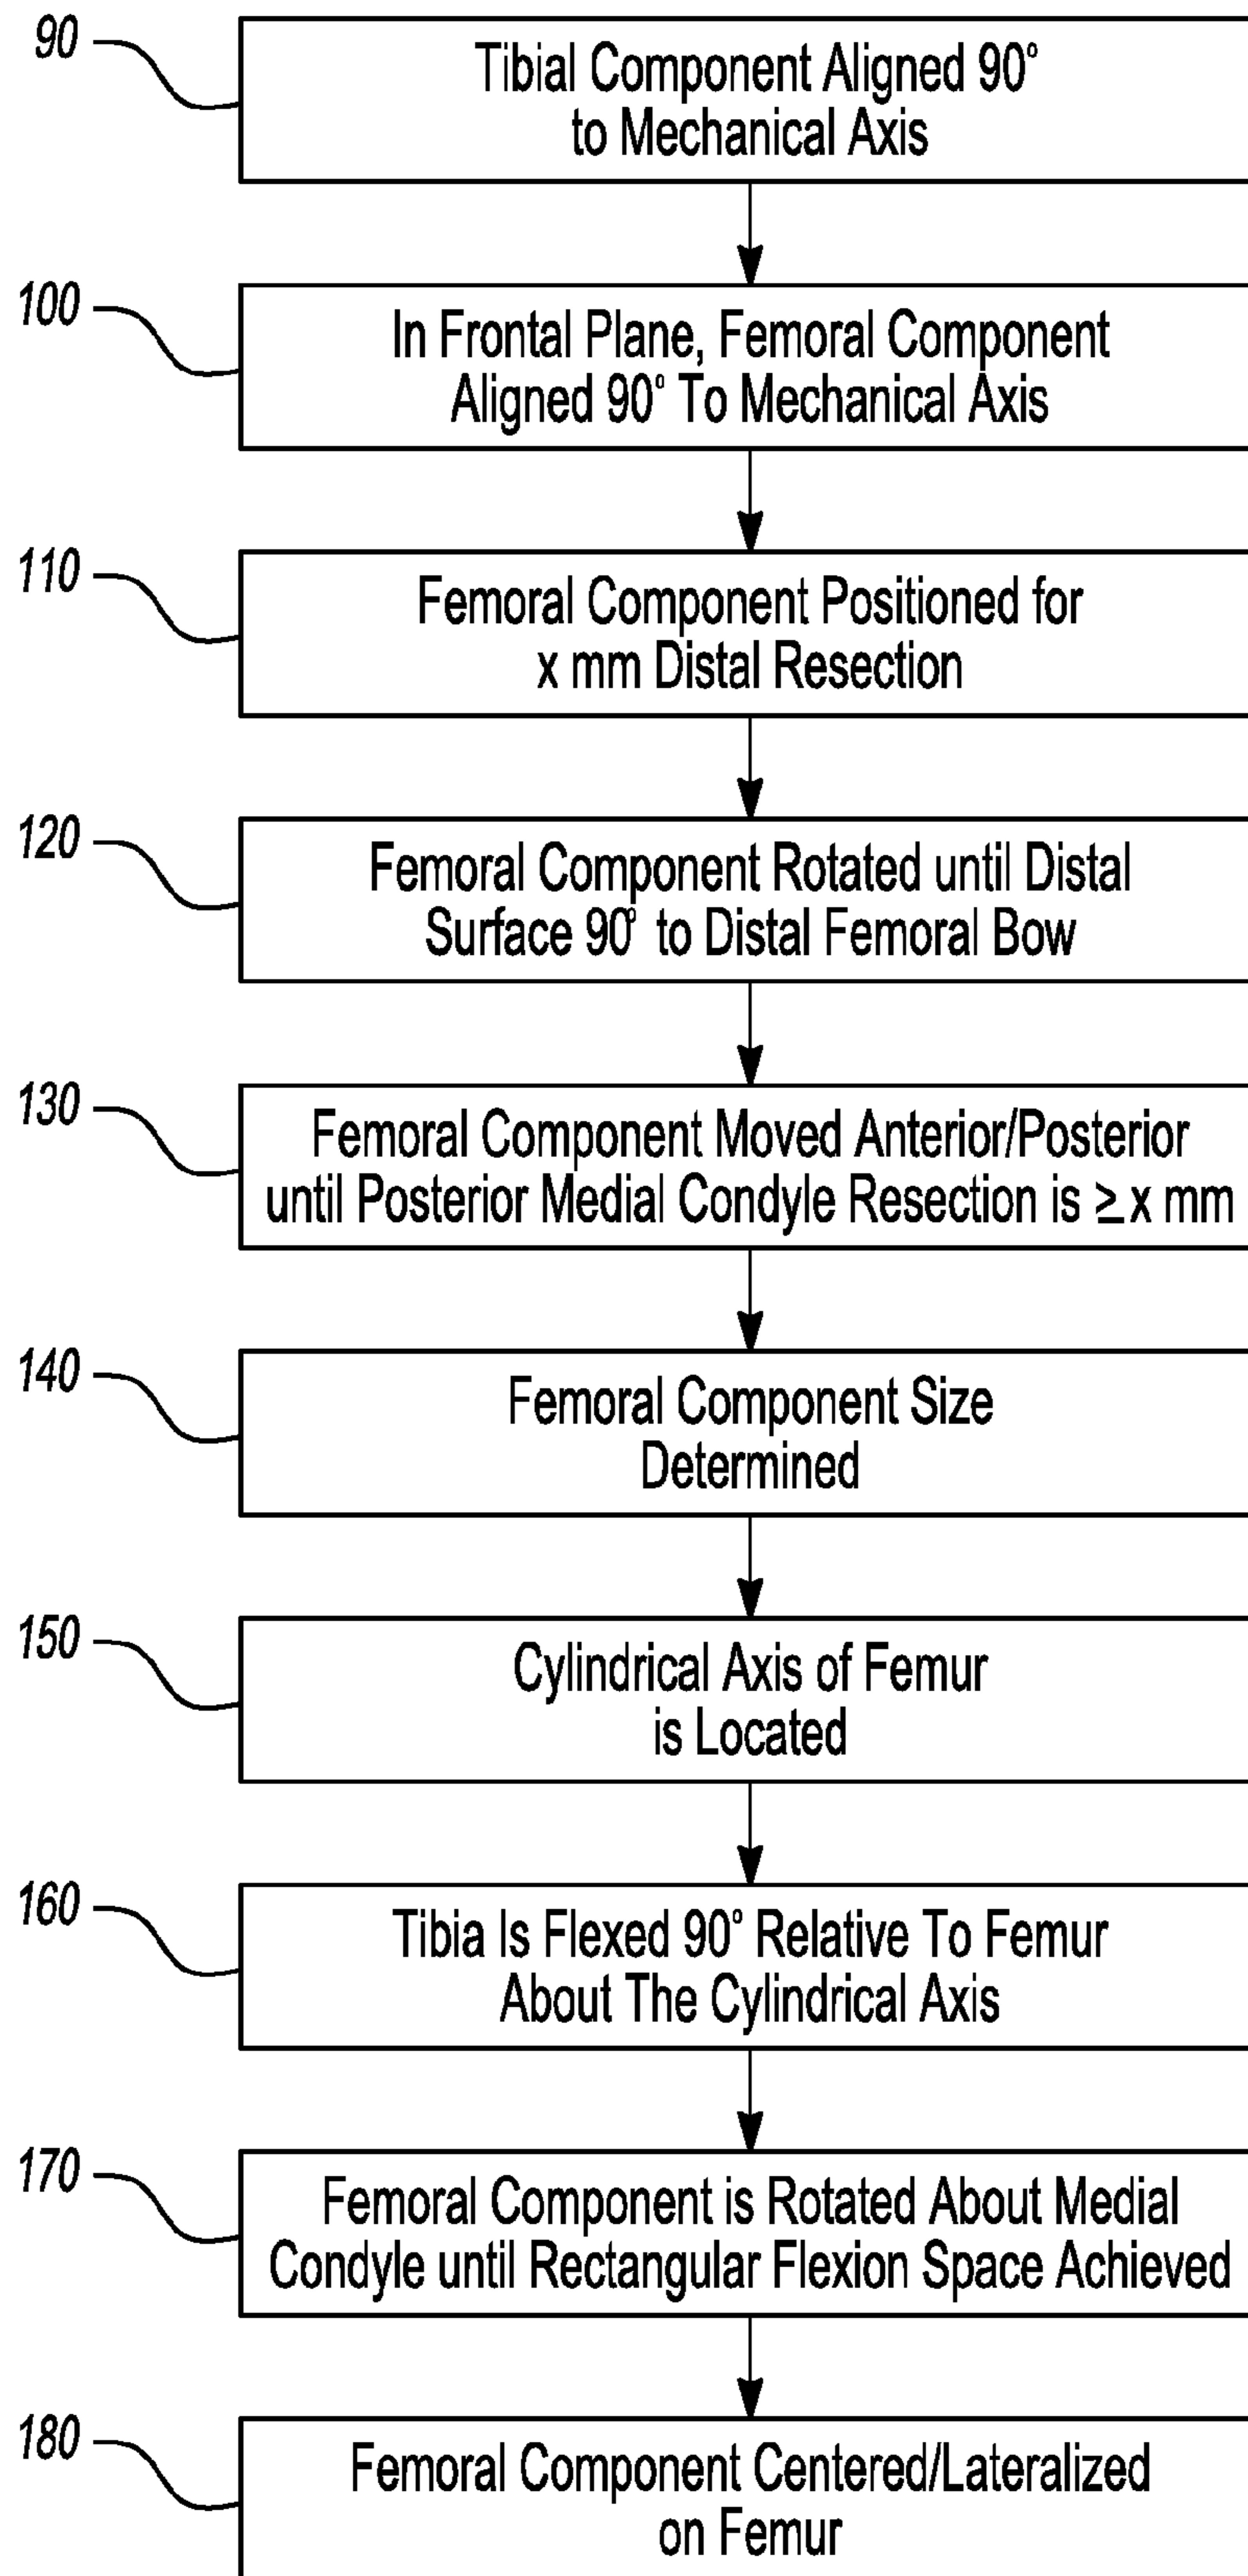 90
Tibial Component Aligned 90°
to Mechanical Axis
100
In Frontal Plane, Femoral Component
Aligned 90° To Mechanical Axis
110
Femoral Component Positioned for
x mm Distal Resection
120
Femoral Component Rotated until Distal
Surface 90° to Distal Femoral Bow
130
Femoral Component Moved Anterior/Posterior
until Posterior Medial Condyle Resection is ≥ x mm
140
Femoral Component Size
Determined
150
Cylindrical Axis of Femur
is Located
160
Tibia Is Flexed 90° Relative To Femur
About The Cylindrical Axis
170
Femoral Component is Rotated About Medial
Condyle until Rectangular Flexion Space Achieved
180
Femoral Component Centered/Lateralized
on Femur